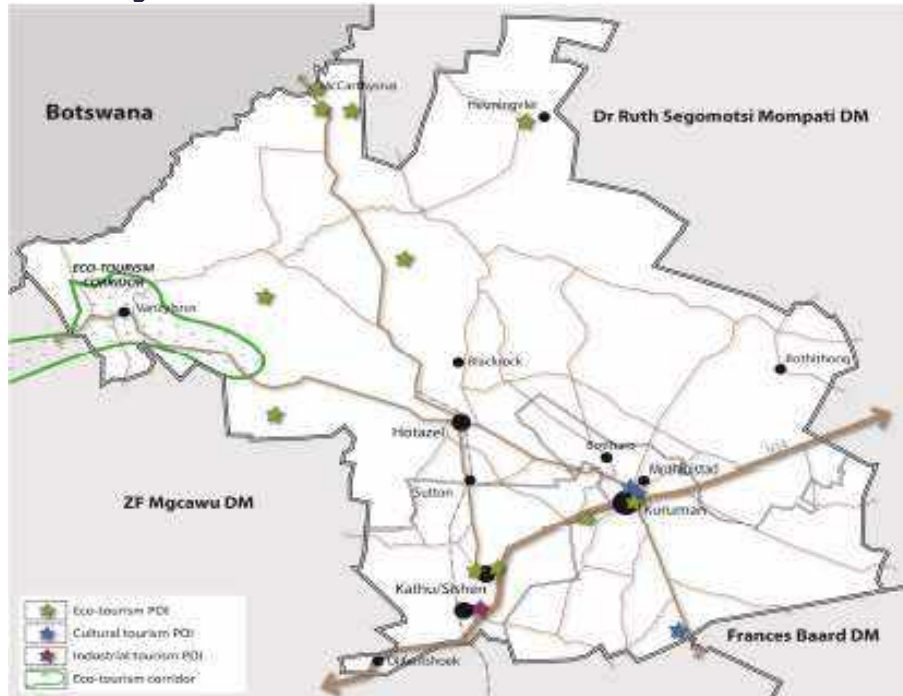 McCarthysrus
Botswana
Heuningvlei
Dr Ruth Segomotsi Mompati DM
ECO-TOURISM
CORRIDOR
Vanzylsrus
Blackrock
Bothithong
Hotazel
Bodhare
Mothibistad
Sutton
Kuruman
ZF Mgcawu DM
Kathu/Sishen
Frances Baard DM
Eco-tourism POI
Cultural tourism POI
Industrial tourism POI
Eco-tourism corridor